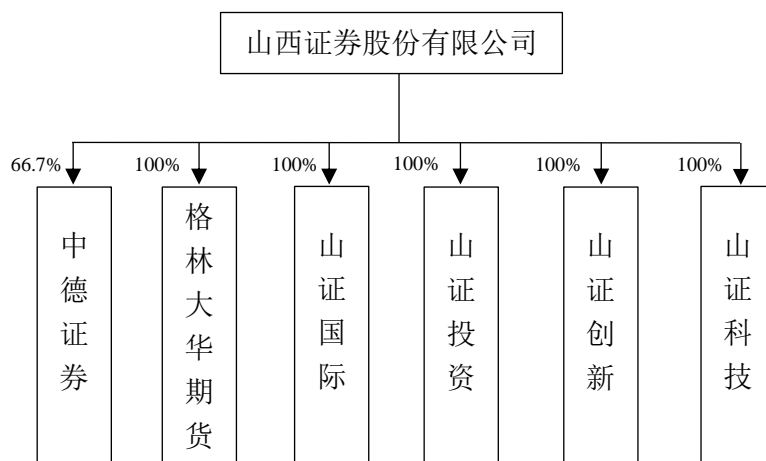 山西证券股份有限公司
66.7%
100%
100%
100%
100%
100%
中德证券
格林大华期货
山证国际
山证投资
山证创新
山证科技